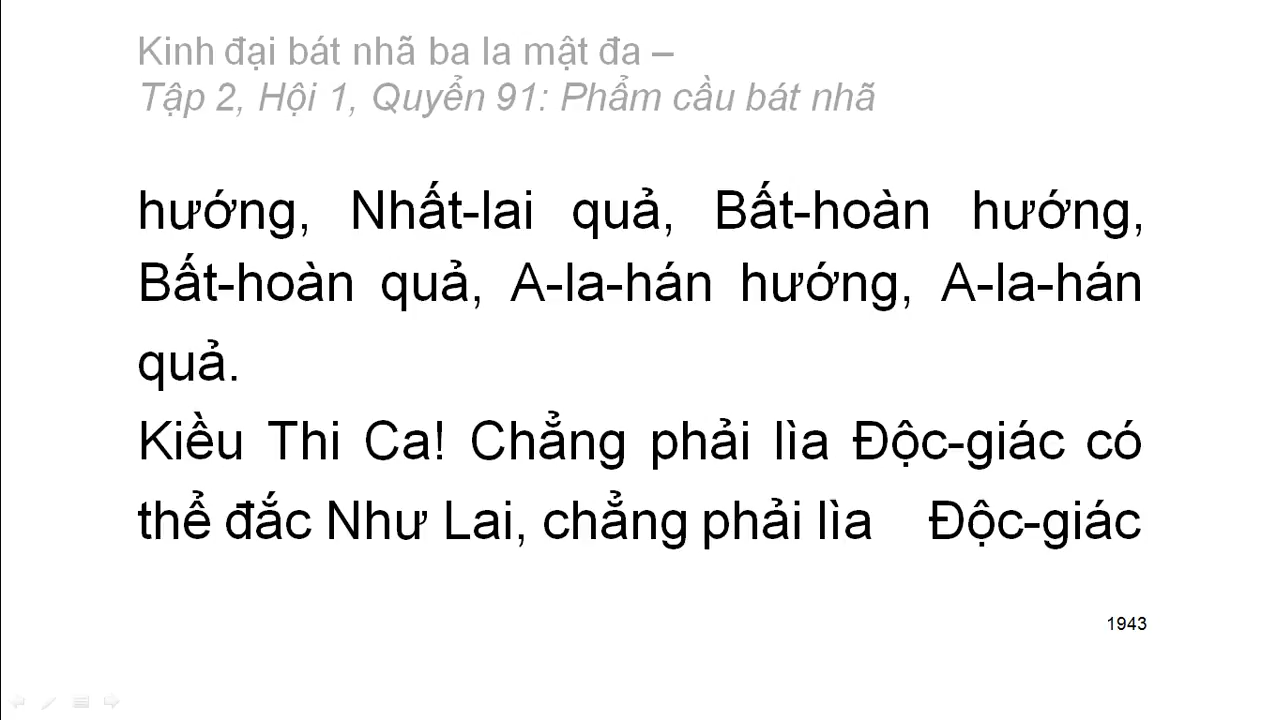 Kinh đại bát nhã ba la mật đa –
Tập 2, Hội 1, Quyển 91: Phẩm cầu bát nhã
hướng, Nhất-lai quả, Bất-hoàn hướng,
Bất-hoàn quả, A-la-hán hướng, A-la-hán
quả.
Kiều Thi Ca! Chẳng phải lìa Độc-giác có
thể đắc Như Lai, chẳng phải lìa Độc-giác
1943